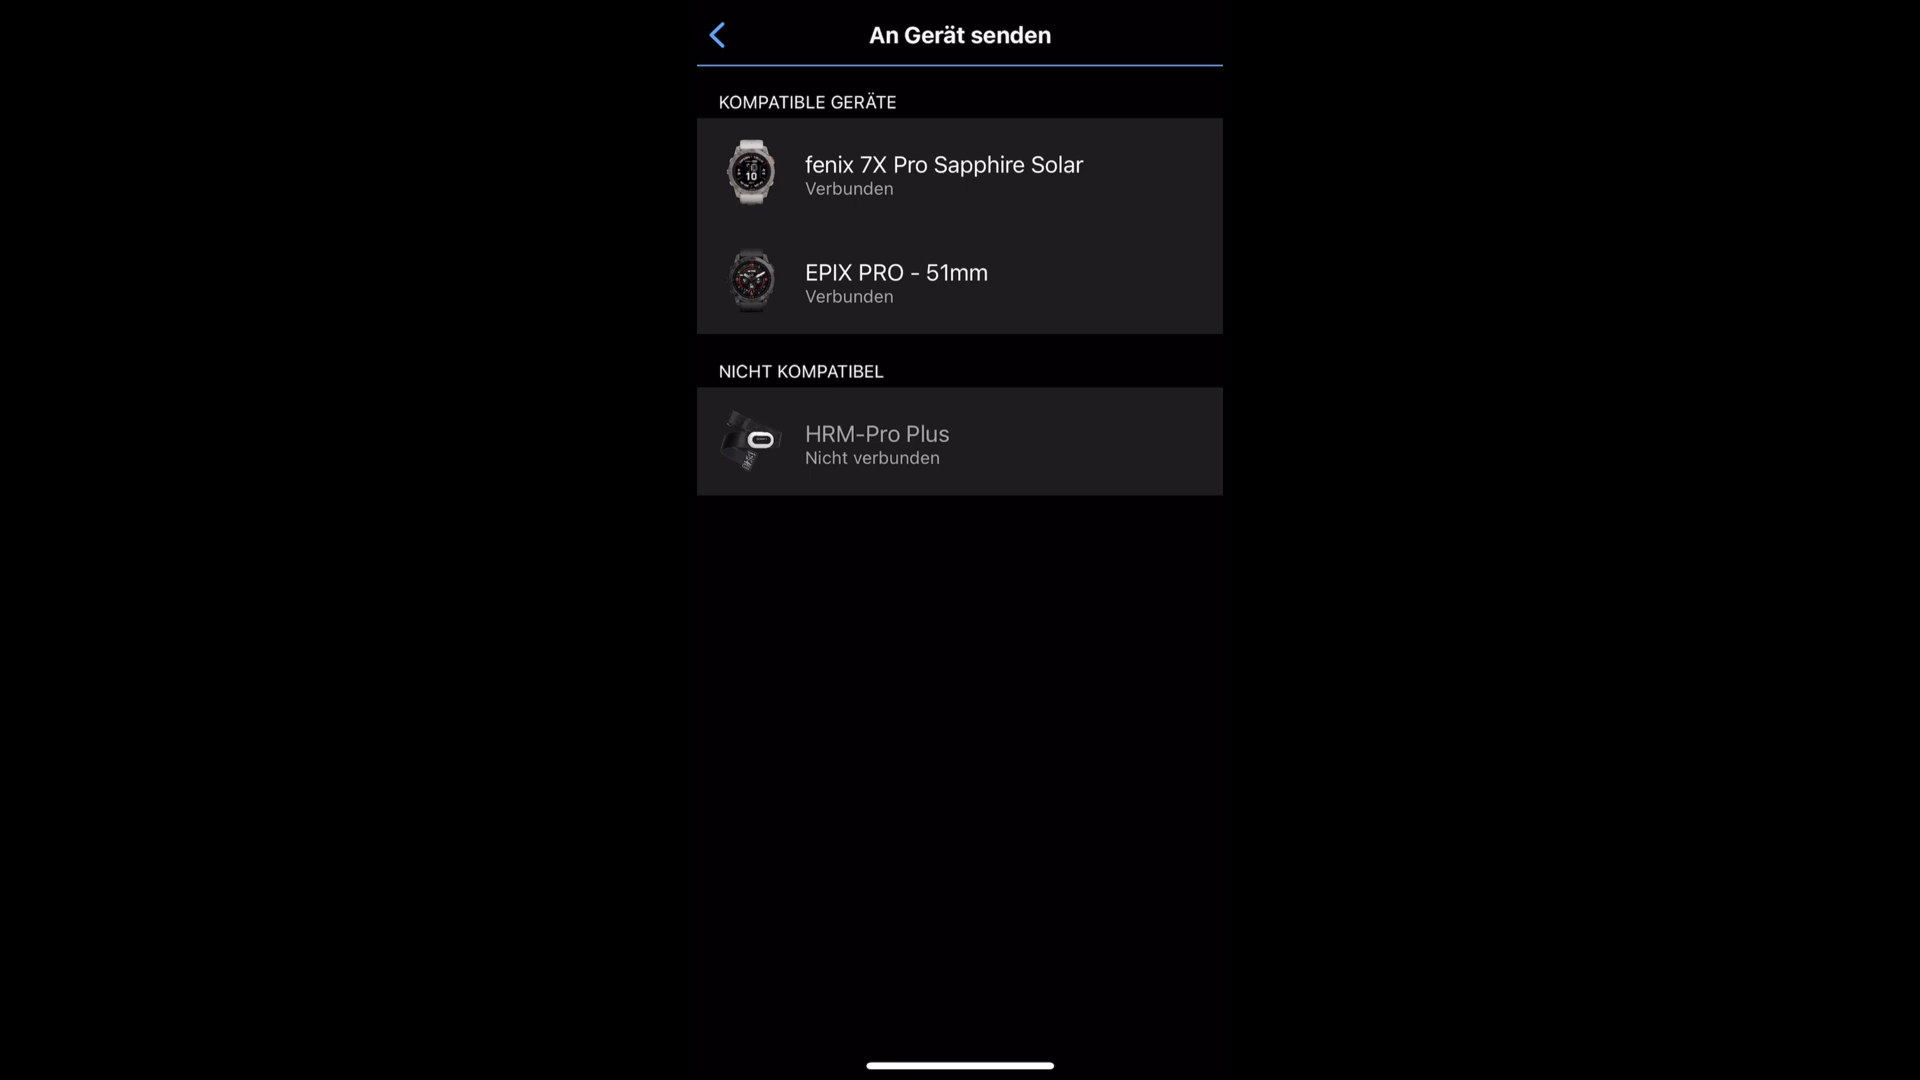 An Gerät senden
KOMPATIBLE GERÄTE
fenix 7X Pro Sapphire Solar
Verbunden
EPIX PRO - 51mm
Verbunden
NICHT KOMPATIBEL
HRM-Pro Plus
Nicht verbunden